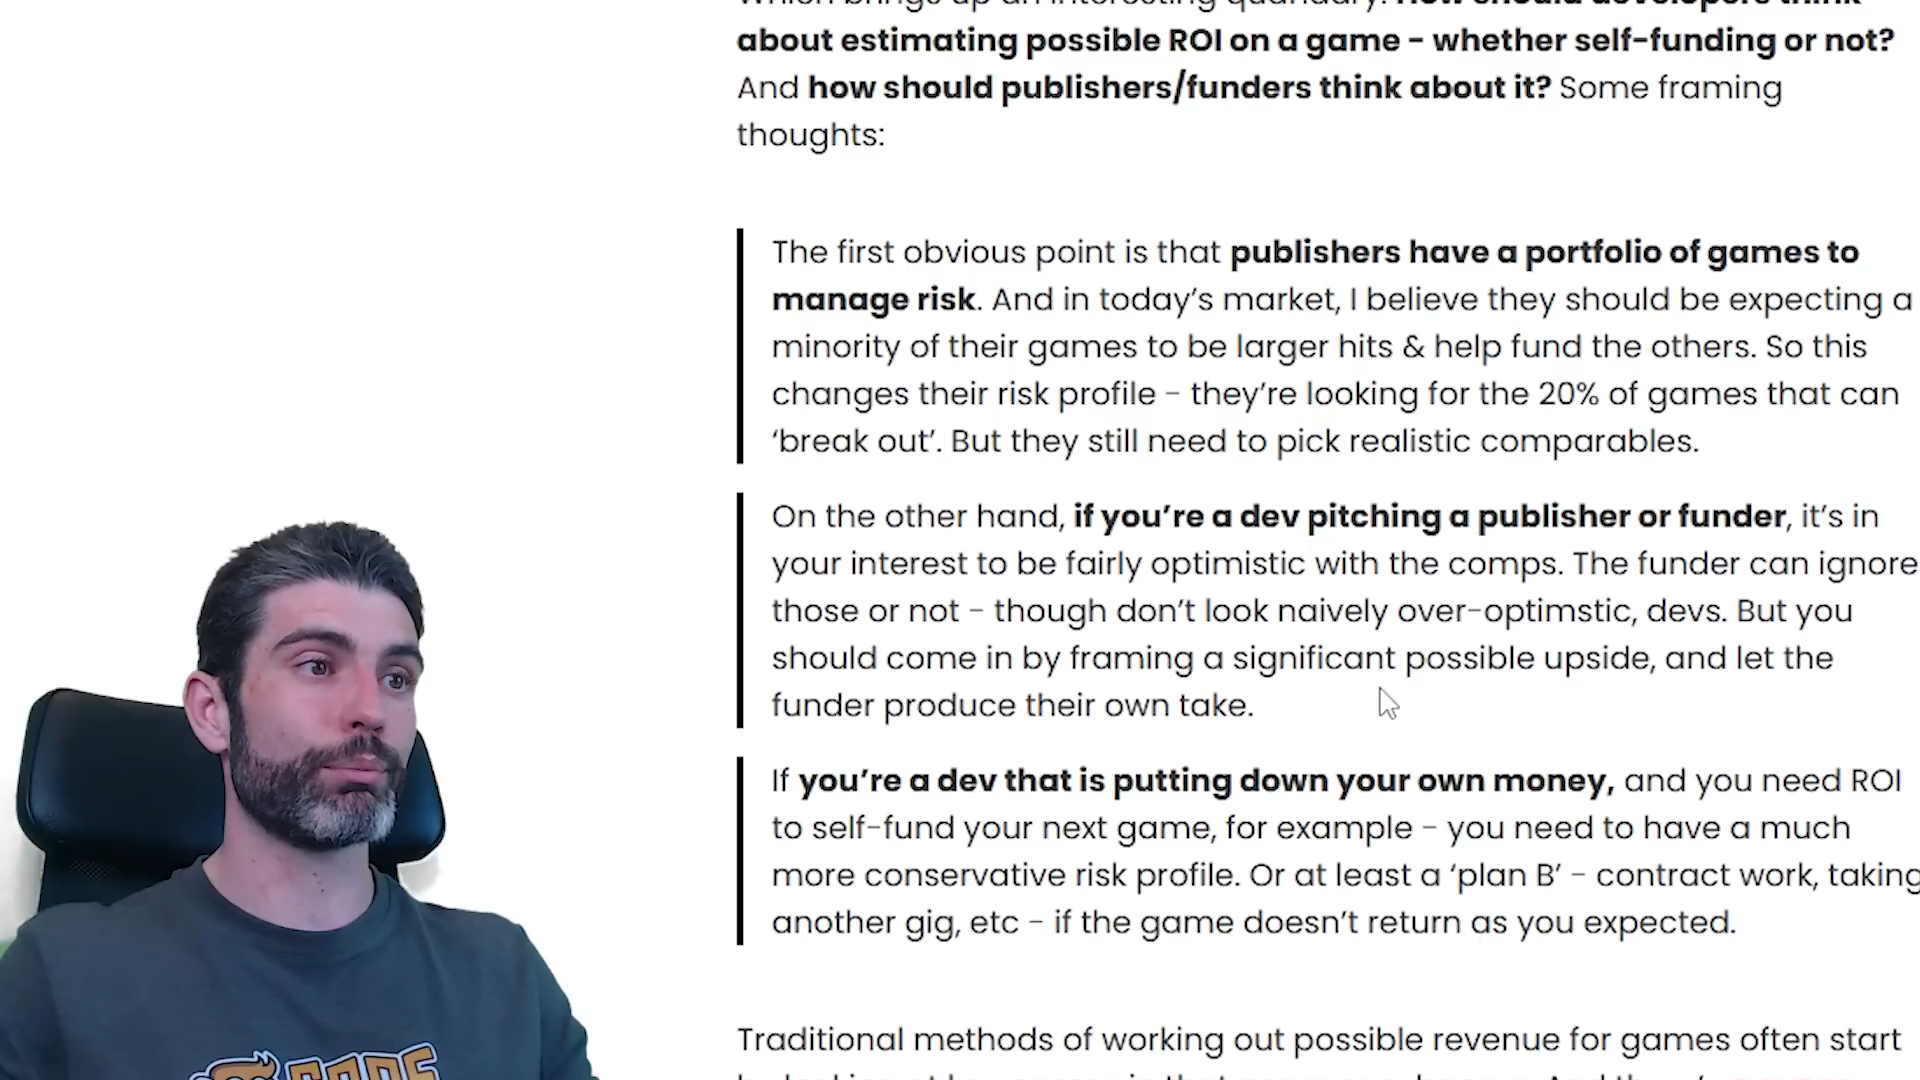 about estimating possible ROI on a game - whether self-funding or not?
And how should publishers/funders think about it? Some framing
thoughts:
The first obvious point is that publishers have a portfolio of games to
manage risk. And in today’s market, I believe they should be expecting a
minority of their games to be larger hits & help fund the others. So this
changes their risk profile - they’re looking for the 20% of games that can
‘break out’. But they still need to pick realistic comparables.
On the other hand, if you’re a dev pitching a publisher or funder, it’s in
your interest to be fairly optimistic with the comps. The funder can ignore
those or not - though don’t look naively over-optimstic, devs. But you
should come in by framing a significant possible upside, and let the
funder produce their own take.
If you’re a dev that is putting down your own money, and you need ROI
to self-fund your next game, for example - you need to have a much
more conservative risk profile. Or at least a ‘plan B’ - contract work, taking
another gig, etc - if the game doesn’t return as you expected.
Traditional methods of working out possible revenue for games often start